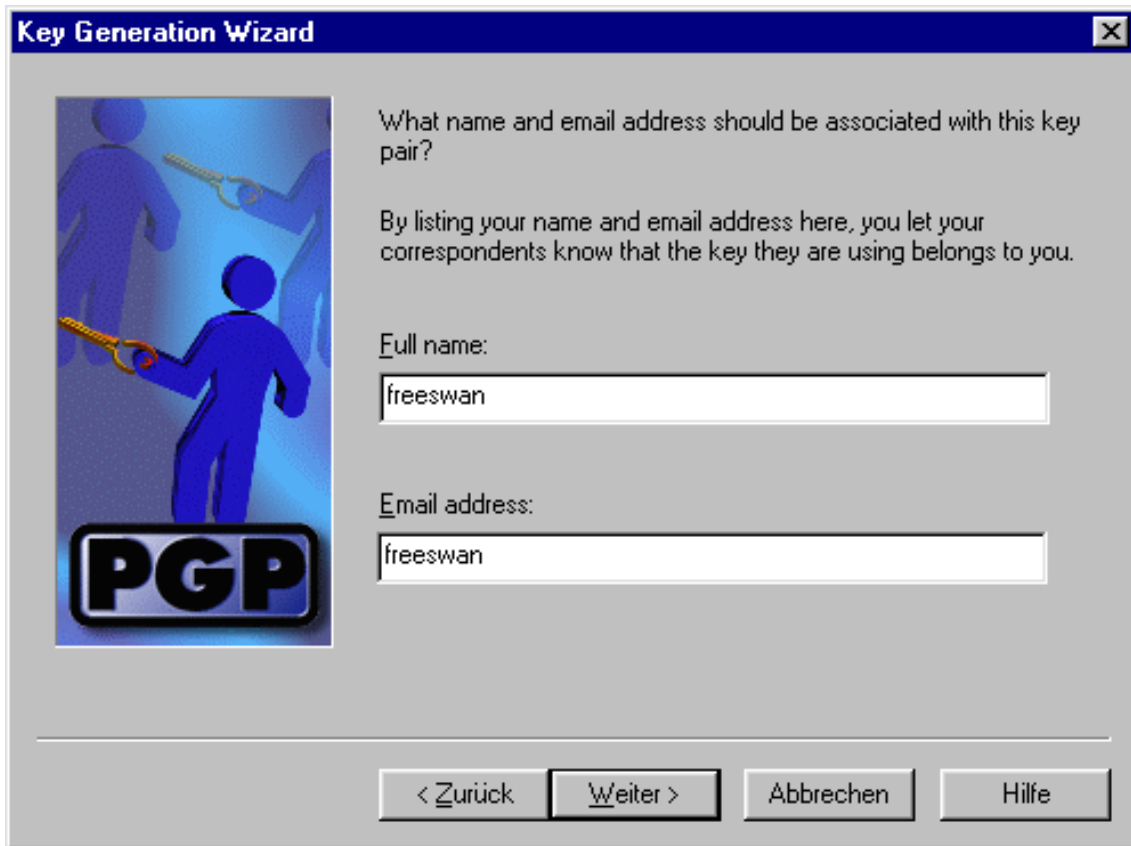 Key Generation Wizard
What name and email address should be associated with this key
pair?
By listing your name and email address here, you let your
correspondents know that the key they are using belongs to you.
Full name:
freeswan
Email address:
freeswan
PGP
< Zurück Weiter > Abbrechen Hilfe